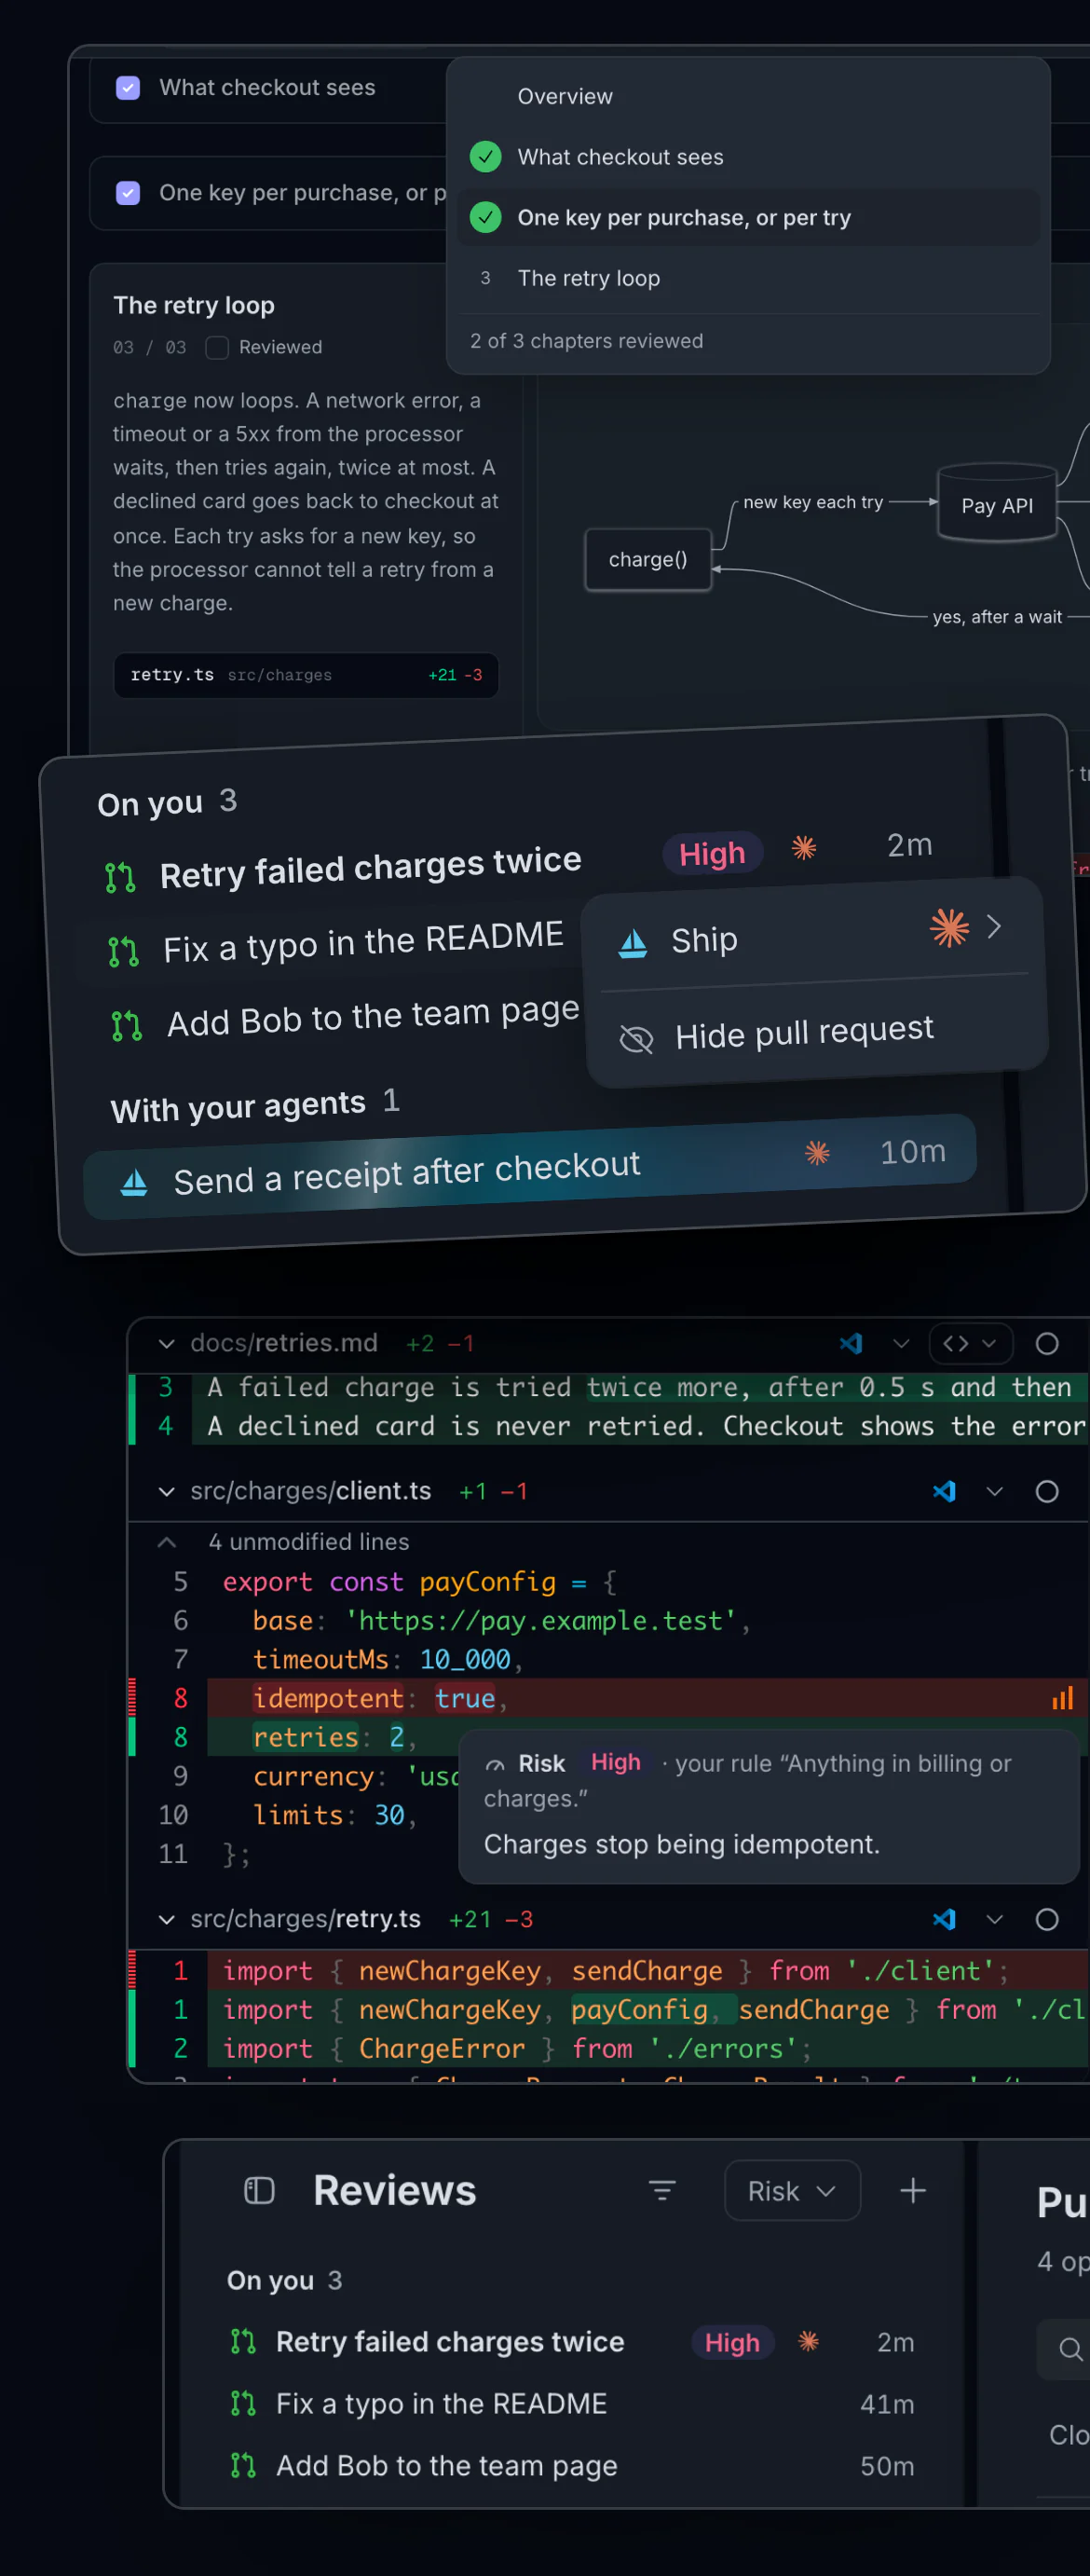 What checkout sees
One key per purchase, or p
Overview
What checkout sees
One key per purchase, or per try
3 The retry loop
2 of 3 chapters reviewed
The retry loop
03 / 03 Reviewed
charge now loops. A network error, a
timeout or a 5xx from the processor
waits, then tries again, twice at most. A
declined card goes back to checkout at
once. Each try asks for a new key, so
the processor cannot tell a retry from a
new charge.
retry.ts src/charges +21 -3
new key each try
Pay API
charge()
yes, after a wait
On you 3
Retry failed charges twice High 2m
Fix a typo in the README
Add Bob to the team page
Ship
Hide pull request
With your agents 1
Send a receipt after checkout 10m
docs/retries.md +2 −1
3 A failed charge is tried twice more, after 0.5 s and then
4 A declined card is never retried. Checkout shows the error
src/charges/client.ts +1 −1
4 unmodified lines
5 export const payConfig = {
6 base: 'https://pay.example.test',
7 timeoutMs: 10_000,
8 idempotent: true,
8 retries: 2,
9 currency: 'usd
10 limits: 30,
11 };
Risk High · your rule “Anything in billing or
charges.”
Charges stop being idempotent.
src/charges/retry.ts +21 −3
1 import { newChargeKey, sendCharge } from './client';
1 import { newChargeKey, payConfig, sendCharge } from './cl
2 import { ChargeError } from './errors';
Reviews
Risk
On you 3
Retry failed charges twice High 2m
Fix a typo in the README 41m
Add Bob to the team page 50m
Pu
4 op
Clo